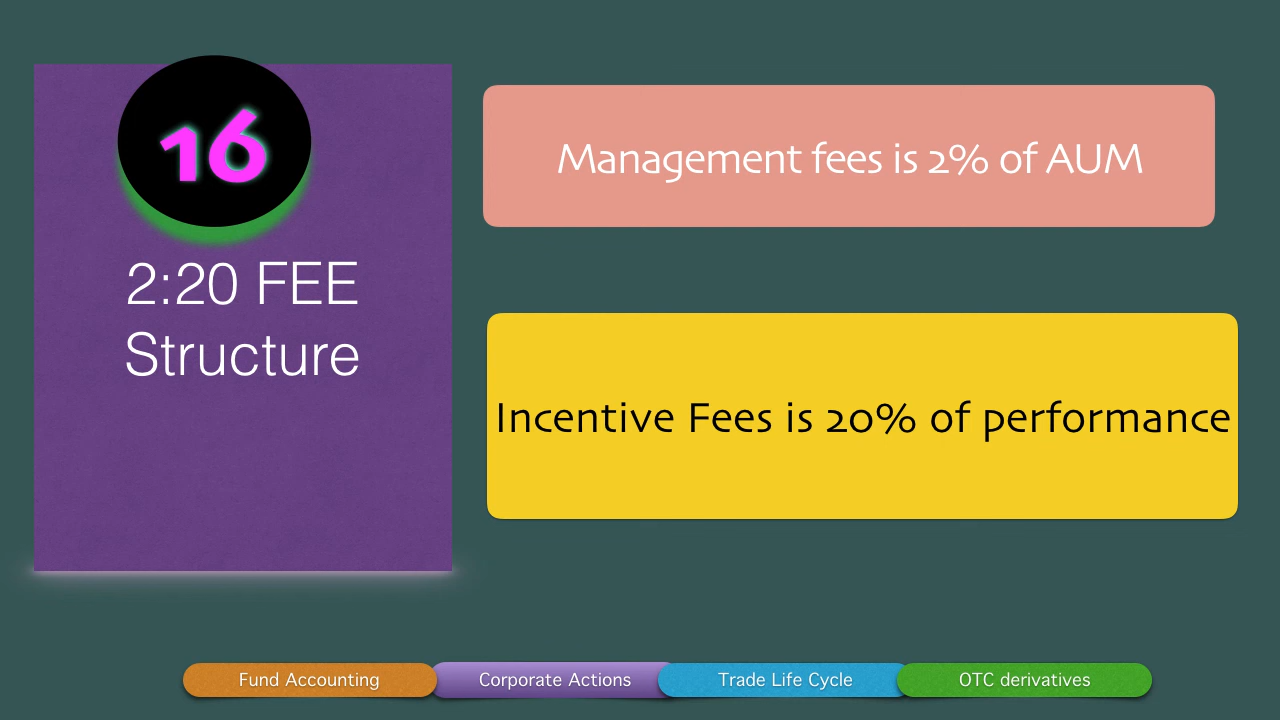 16
2:20 FEE
Structure
Management fees is 2% of AUM
Incentive Fees is 20% of performance
Fund Accounting
Corporate Actions
Trade Life Cycle
OTC derivatives